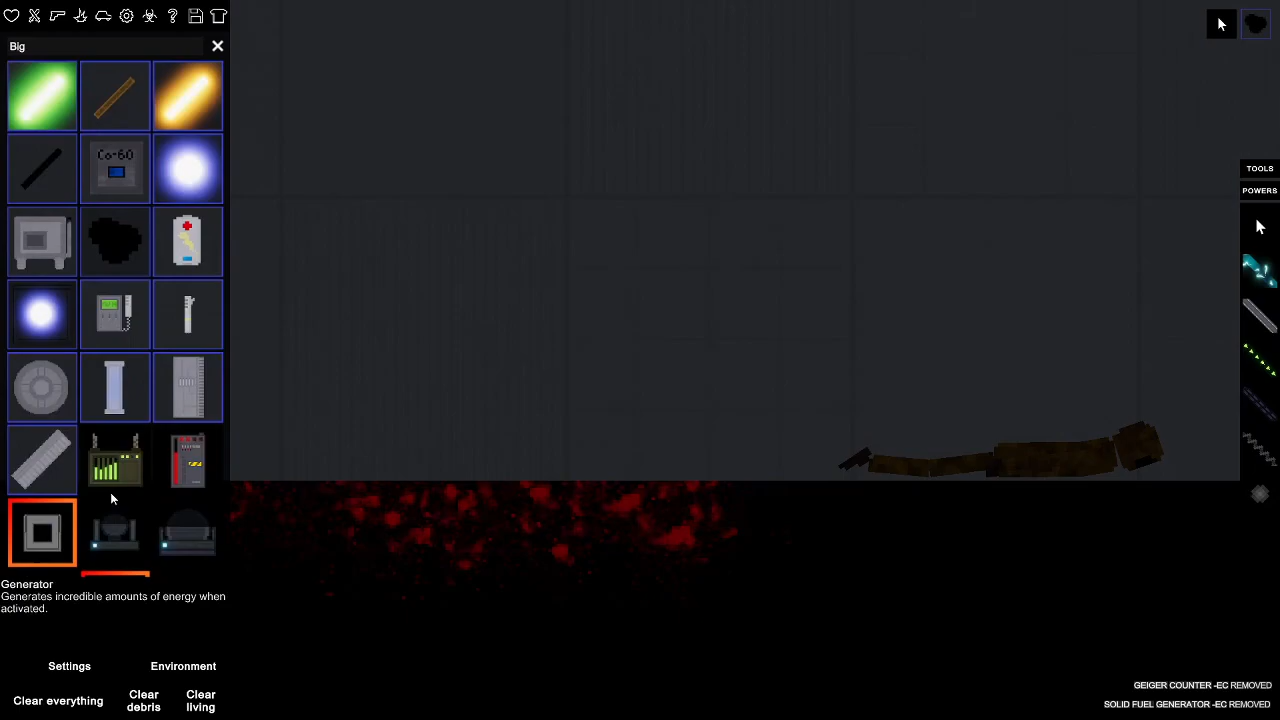 Big
TOOLS
POWERS
Co-60
Generator
Generates incredible amounts of energy when
activated.
Settings
Environment
Clear everything
Clear
debris
Clear
living
GEIGER COUNTER -EC REMOVED
SOLID FUEL GENERATOR -EC REMOVED